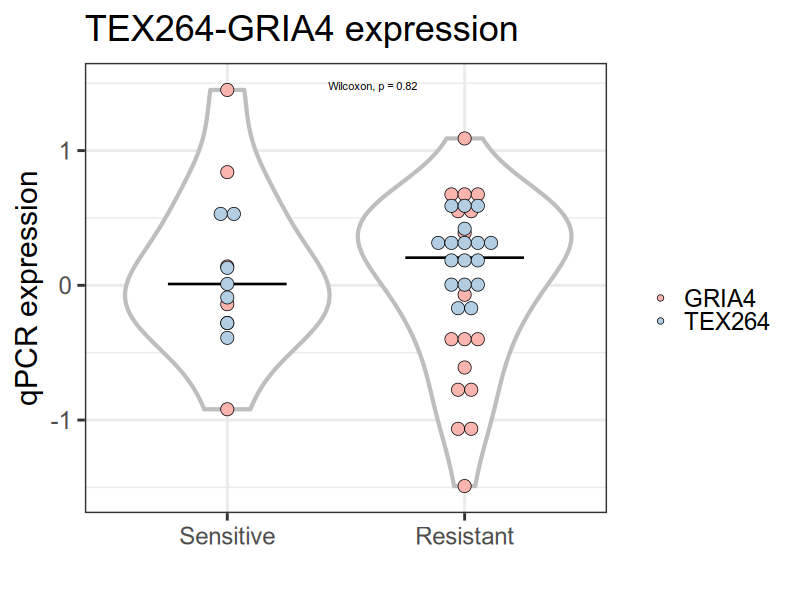 TEX264-GRIA4 expression
Wilcoxon, p = 0.82
qPCR expression
1
0
-1
Sensitive
Resistant
GRIA4
TEX264